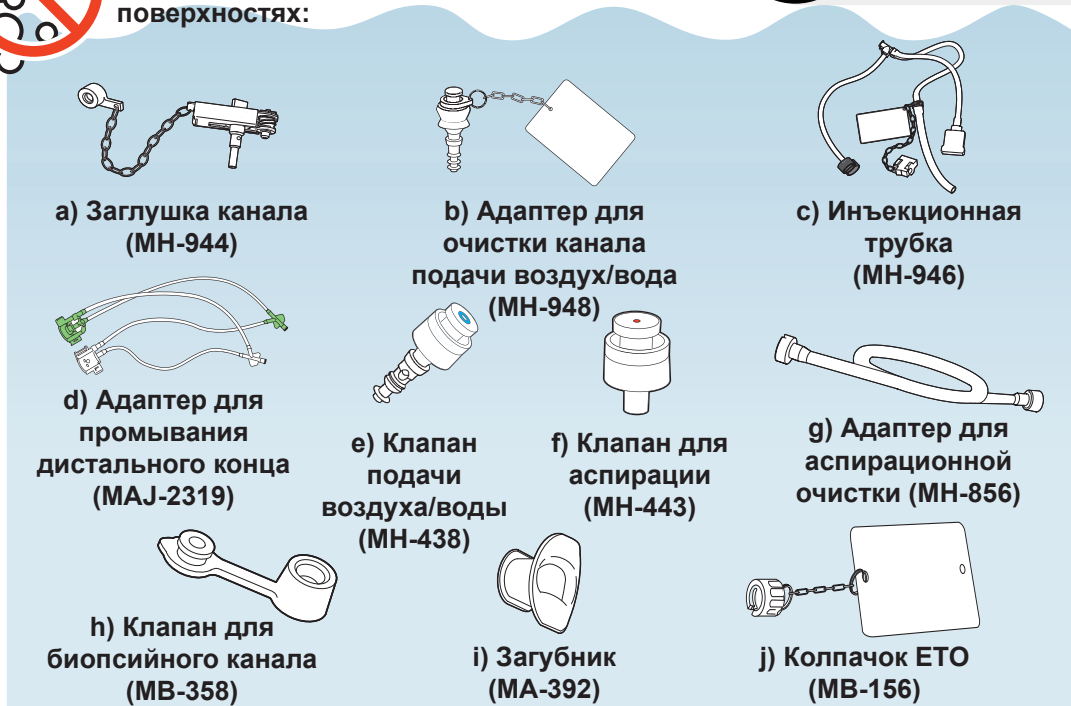 поверхностях:
a) Заглушка канала
(MH-944)
b) Адаптер для
очистки канала
подачи воздух/вода
(MH-948)
c) Инъекционная
трубка
(MH-946)
d) Адаптер для
промывания
дистального конца
(MAJ-2319)
e) Клапан
подачи
воздуха/воды
(MH-438)
f) Клапан для
аспирации
(MH-443)
g) Адаптер для
аспирационной
очистки (MH-856)
h) Клапан для
биопсийного канала
(MB-358)
i) Загубник
(MA-392)
j) Колпачок ETO
(MB-156)